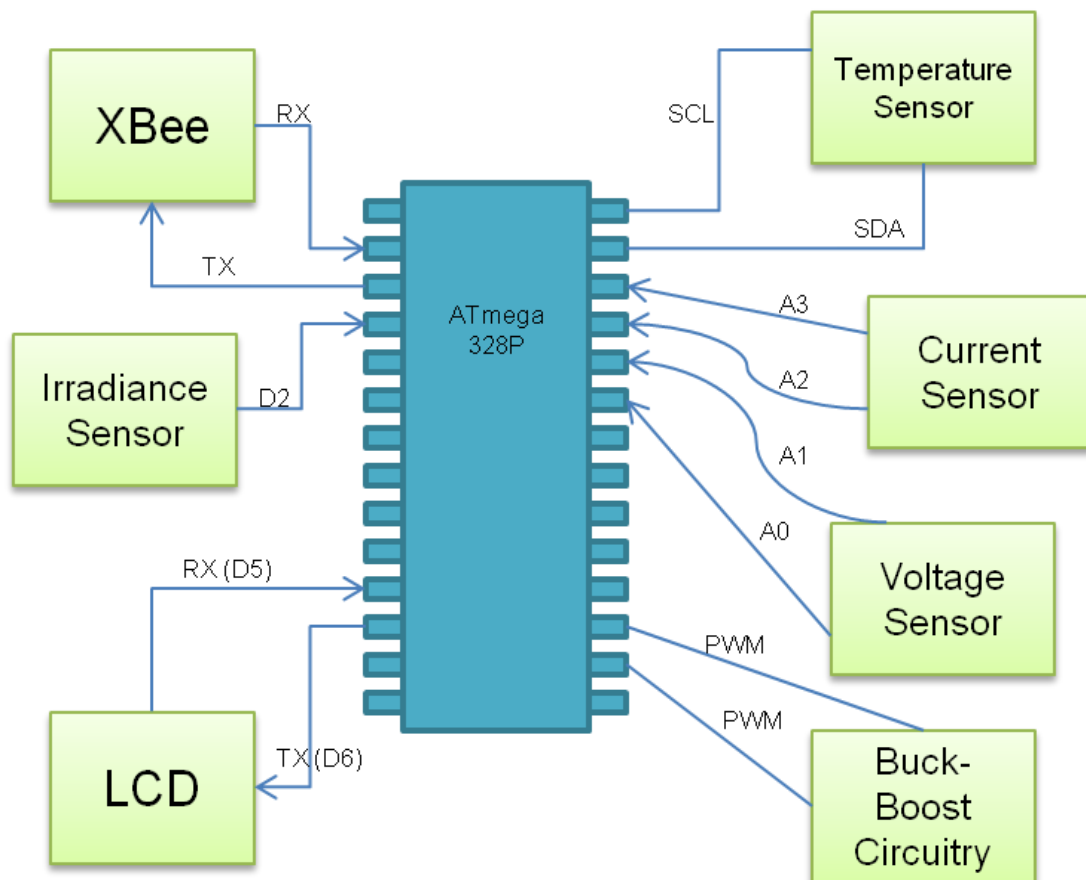 XBee
RX
TX
Irradiance
Sensor
D2
RX (D5)
TX (D6)
LCD
ATmega
328P
SCL
Temperature
Sensor
SDA
A3
A2
Current
Sensor
A1
A0
Voltage
Sensor
PWM
PWM
Buck-
Boost
Circuitry